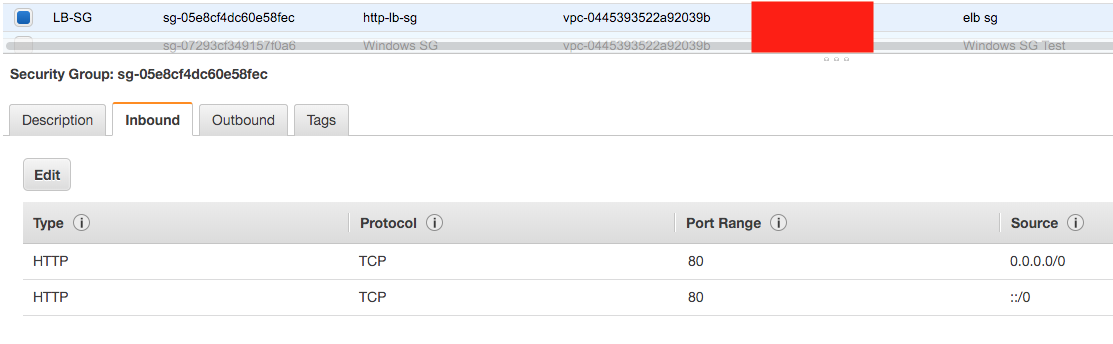 LB-SG sg-05e8cf4dc60e58fec http-lb-sg vpc-0445393522a92039b elb sg
sg-07293cf349157f0a6 Windows SG vpc-0445393522a92039b Windows SG Test
Security Group: sg-05e8cf4dc60e58fec
Description Inbound Outbound Tags
Edit
Type i Protocol i Port Range i Source i
HTTP TCP 80 0.0.0.0/0
HTTP TCP 80 ::/0